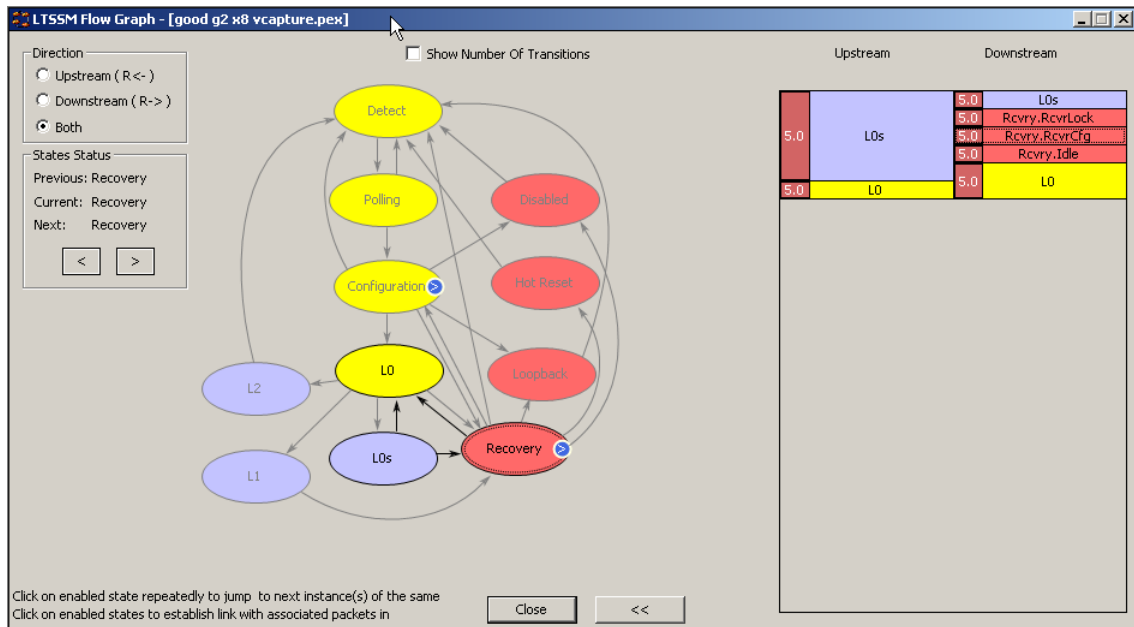 LTSSM Flow Graph - [good g2 x8 vcapture.pex]
Direction
Upstream ( R<- )
Downstream ( R-> )
Both
States Status
Previous: Recovery
Current: Recovery
Next: Recovery
<
>
Show Number Of Transitions
Detect
Polling
Disabled
Configuration
>
Hot Reset
L0
Loopback
L2
L0s
Recovery
>
L1
Upstream
Downstream
5.0 L0s
5.0 L0
5.0 L0s
5.0 Rcvry.RcvrLock
5.0 Rcvry.RcvrCfg
5.0 Rcvry.Idle
5.0 L0
Click on enabled state repeatedly to jump to next instance(s) of the same
Click on enabled states to establish link with associated packets in
Close
<<